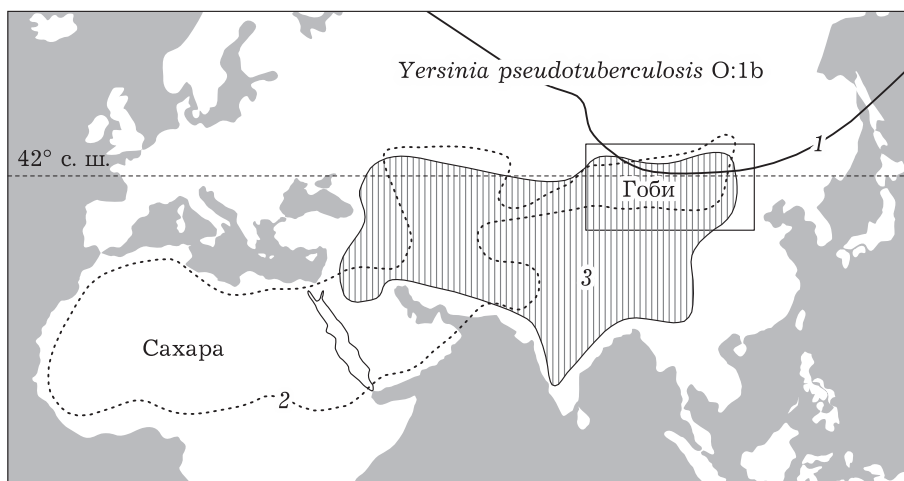 Yersinia pseudotuberculosis O:1b
1
42° с. ш.
Гоби
3
Сахара
2